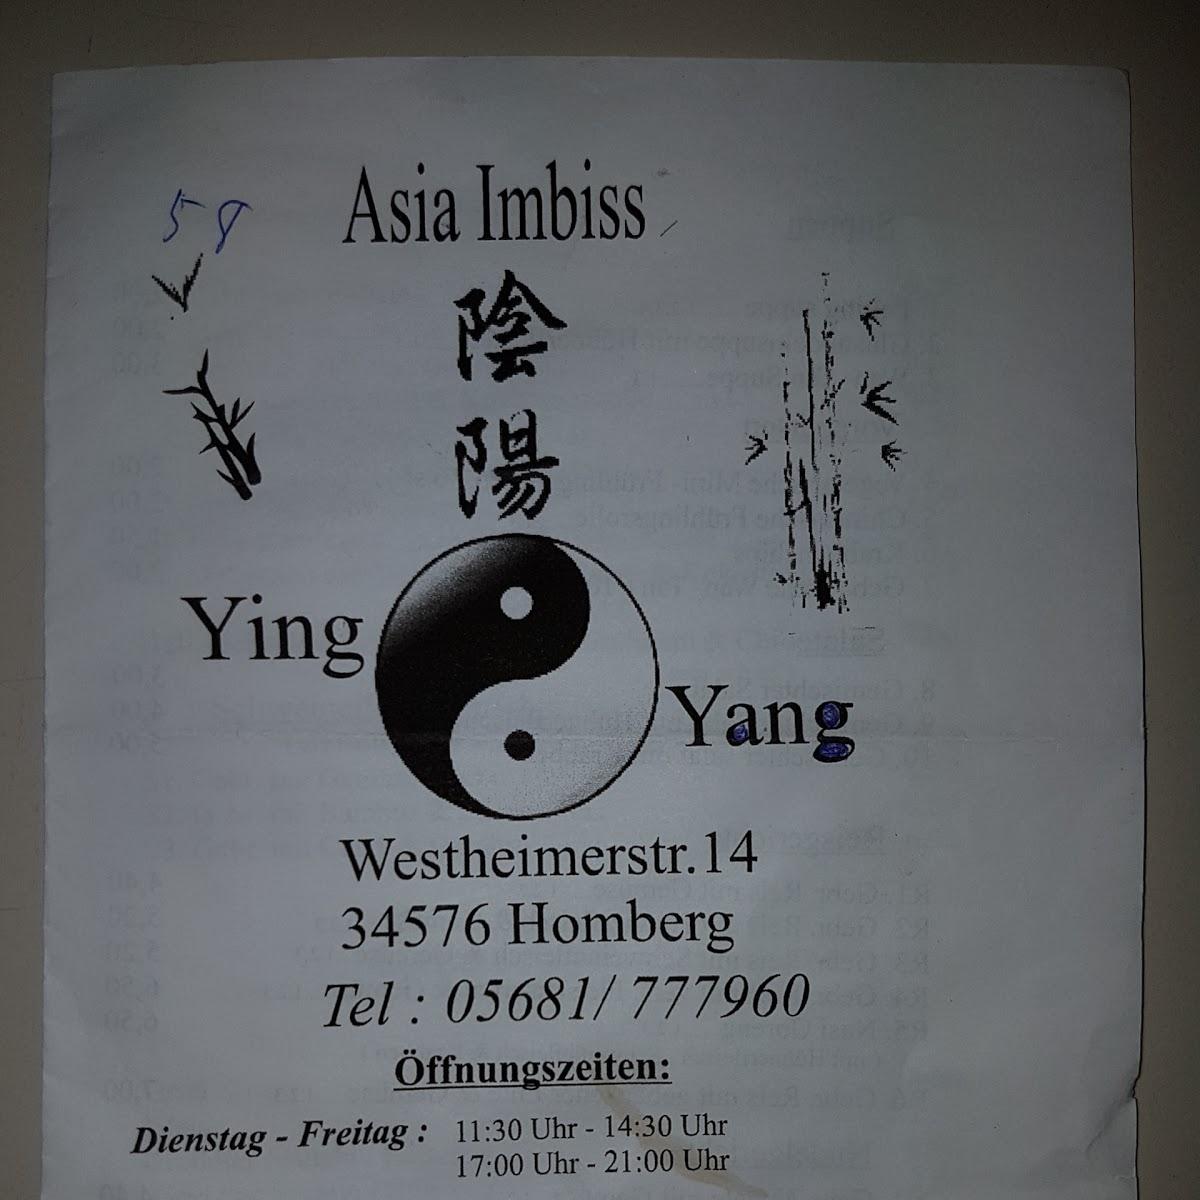 58
Asia Imbiss
陰
陽
Ying
Yang
Westheimerstr.14
34576 Homberg
Tel : 05681/ 777960
Öffnungszeiten:
Dienstag - Freitag : 11:30 Uhr - 14:30 Uhr
17:00 Uhr - 21:00 Uhr